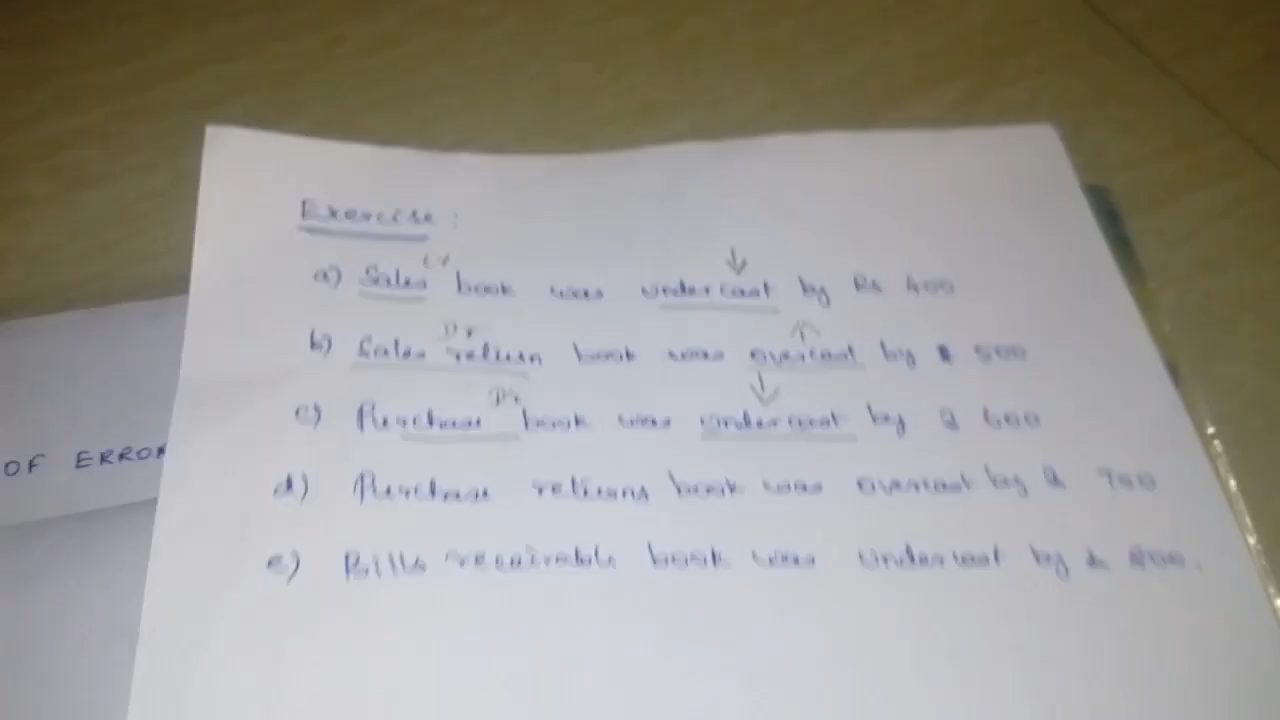 Exercise :
Cr ↓
a) Sales book was undercast by Rs 400
Dr ↑
b) Sales return book was overcast by 500
Dr ↓
c) Purchase book was undercast by 600
OF ERROR
d) Purchase returns book was overcast by 700
e) Bills receivable book was undercast by 800.